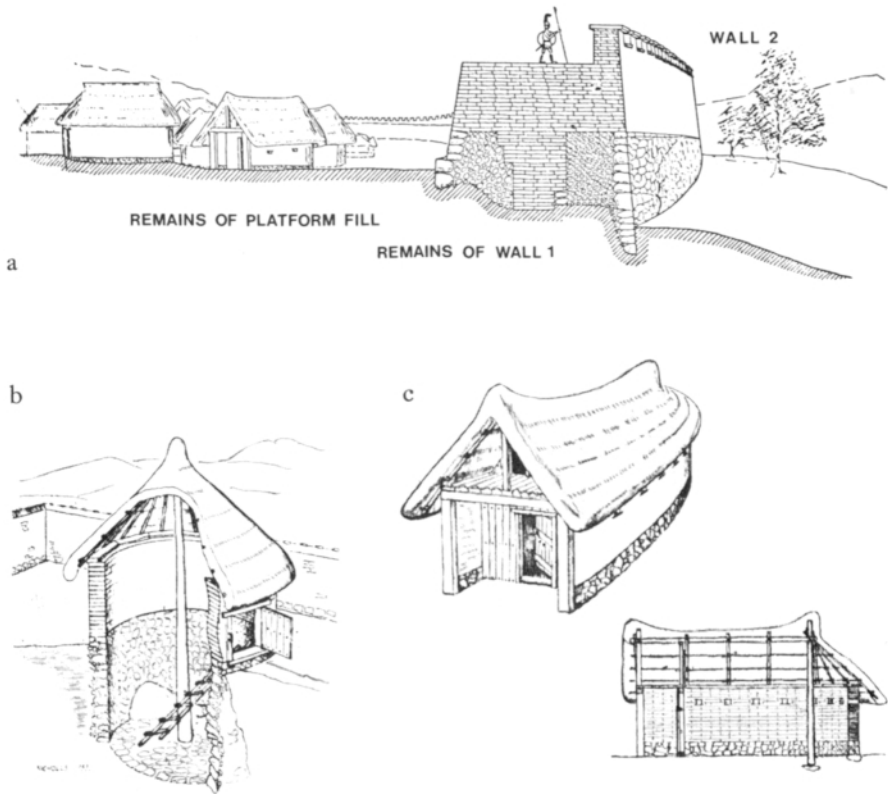 WALL 2
REMAINS OF PLATFORM FILL
REMAINS OF WALL 1
a
b
c